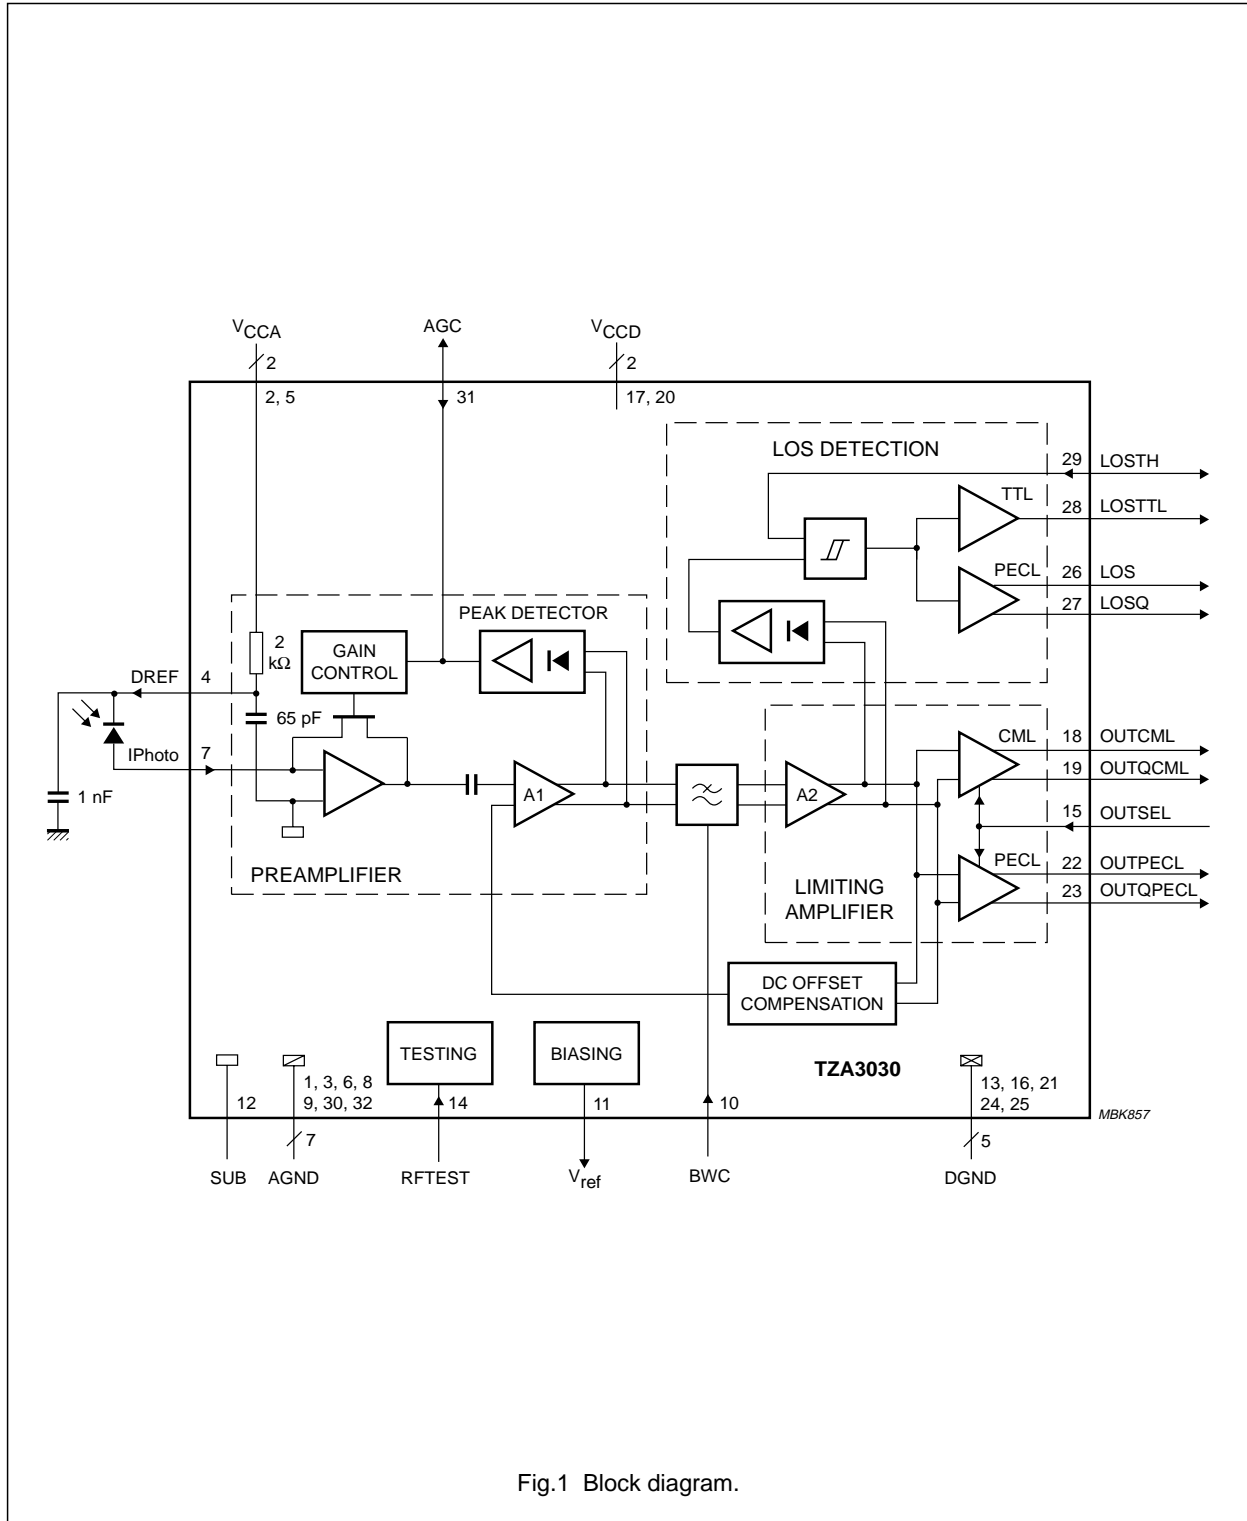 VCCA
AGC
VCCD
2
2
2, 5
31
17, 20
LOS DETECTION
29 LOSTH
TTL
28 LOSTTL
PECL
26 LOS
27 LOSQ
PEAK DETECTOR
2
kΩ
GAIN
CONTROL
DREF 4
65 pF
IPhoto 7
1 nF
A1
A2
CML
18 OUTCML
19 OUTQCML
15 OUTSEL
PECL
22 OUTPECL
23 OUTQPECL
PREAMPLIFIER
LIMITING
AMPLIFIER
DC OFFSET
COMPENSATION
TESTING
BIASING
TZA3030
1, 3, 6, 8
9, 30, 32
12
14
11
10
13, 16, 21
24, 25
MBK857
7
5
SUB
AGND
RFTEST
Vref
BWC
DGND
Fig.1 Block diagram.